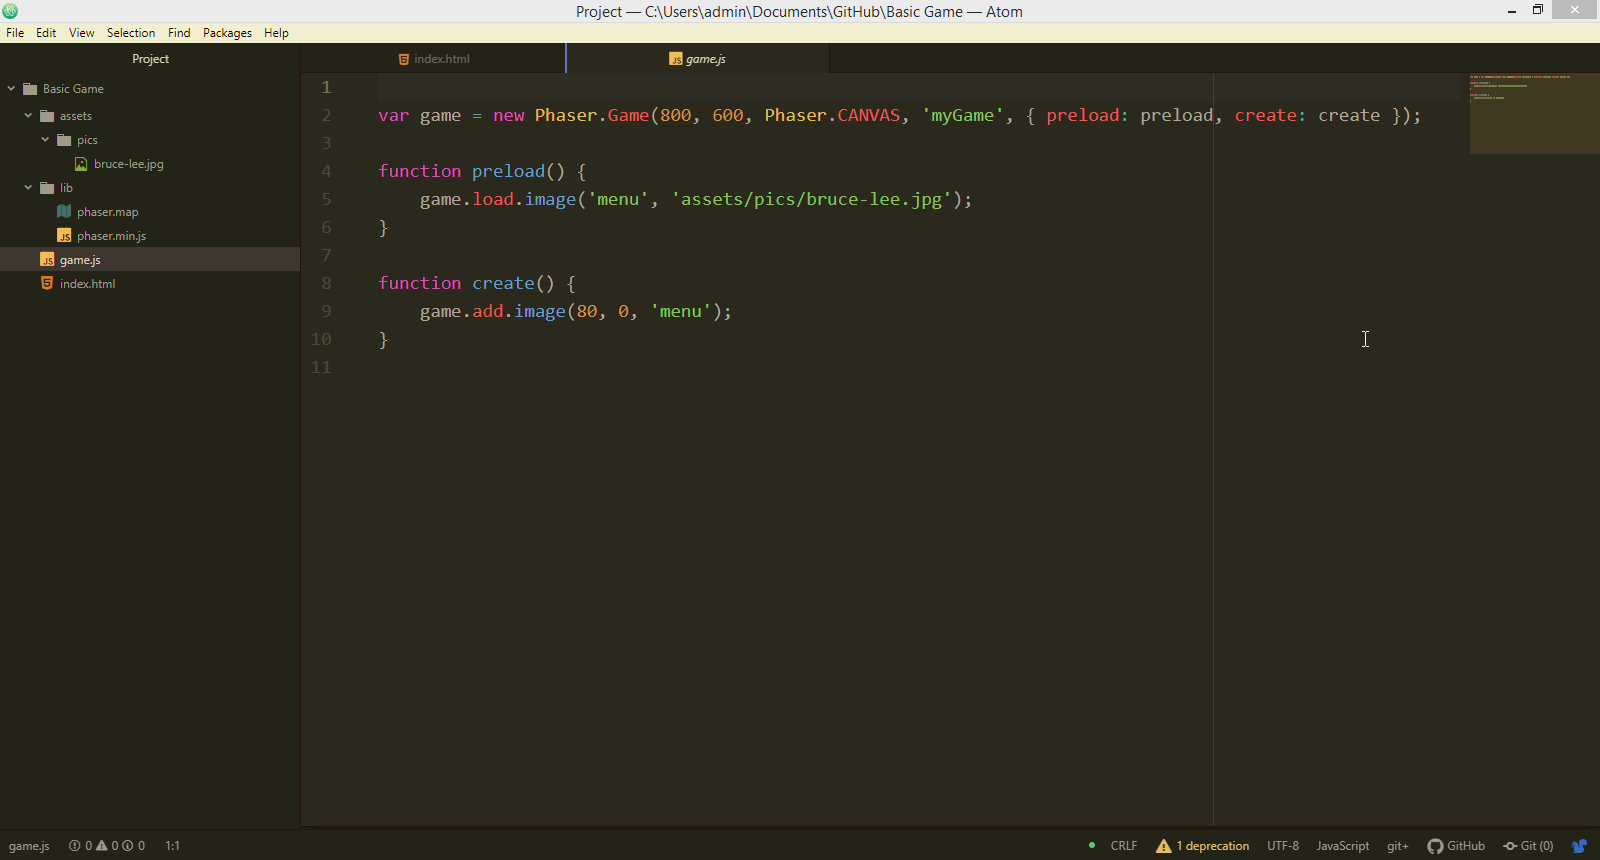 Project — C:\Users\admin\Documents\GitHub\Basic Game — Atom
File Edit View Selection Find Packages Help
Project
index.html
game.js
Basic Game
assets
pics
bruce-lee.jpg
lib
phaser.map
phaser.min.js
game.js
index.html
1
2 var game = new Phaser.Game(800, 600, Phaser.CANVAS, 'myGame', { preload: preload, create: create });
3
4 function preload() {
5 game.load.image('menu', 'assets/pics/bruce-lee.jpg');
6 }
7
8 function create() {
9 game.add.image(80, 0, 'menu');
10 }
11
game.js 0 0 0 1:1 CRLF 1 deprecation UTF-8 JavaScript git+ GitHub Git (0)